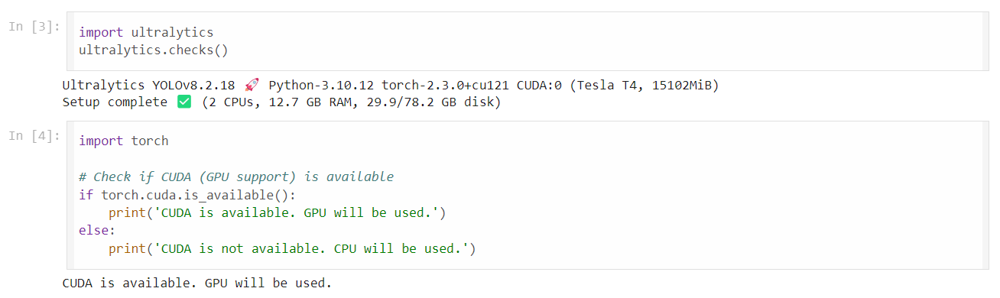 In [3]:
import ultralytics
ultralytics.checks()
Ultralytics YOLOv8.2.18 🚀 Python-3.10.12 torch-2.3.0+cu121 CUDA:0 (Tesla T4, 15102MiB)
Setup complete ✅ (2 CPUs, 12.7 GB RAM, 29.9/78.2 GB disk)
In [4]:
import torch
# Check if CUDA (GPU support) is available
if torch.cuda.is_available():
    print('CUDA is available. GPU will be used.')
else:
    print('CUDA is not available. CPU will be used.')
CUDA is available. GPU will be used.